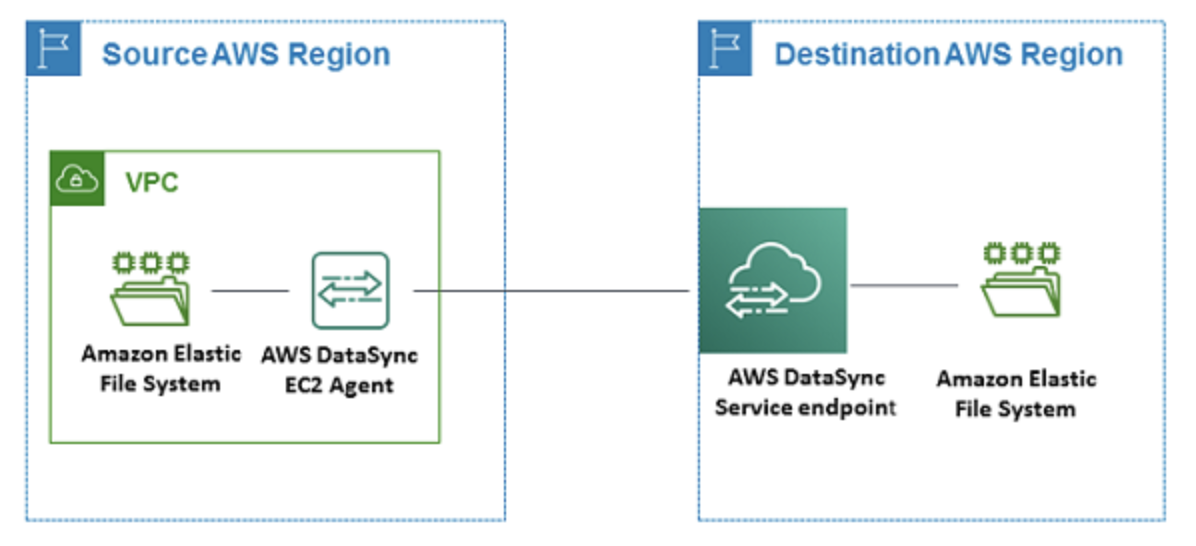 Source AWS Region
Destination AWS Region
VPC
Amazon Elastic
File System
AWS DataSync
EC2 Agent
AWS DataSync
Service endpoint
Amazon Elastic
File System